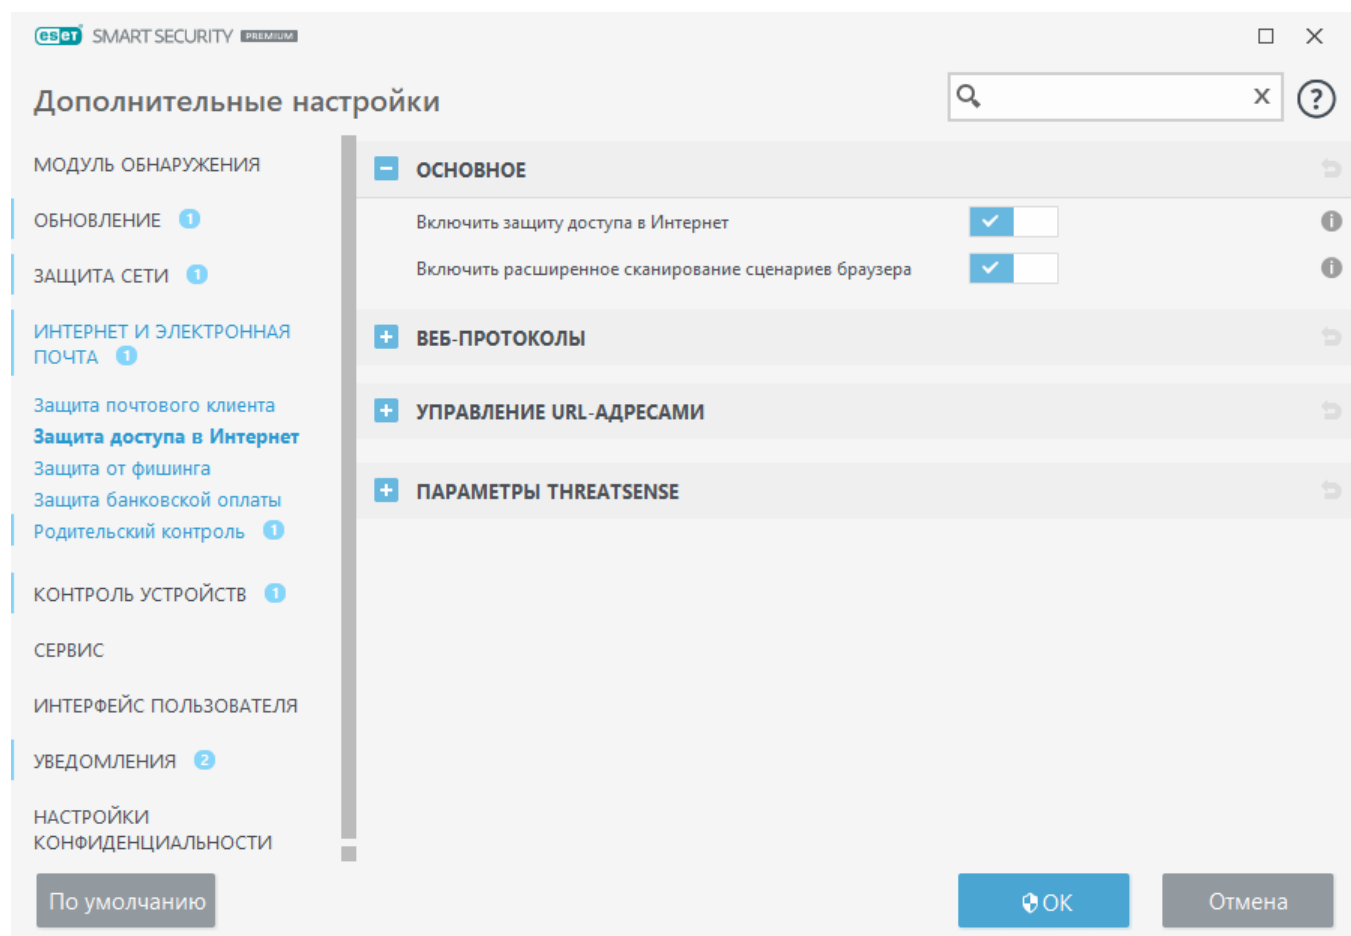 eset SMART SECURITY PREMIUM
Дополнительные настройки
МОДУЛЬ ОБНАРУЖЕНИЯ
ОБНОВЛЕНИЕ 1
ЗАЩИТА СЕТИ 1
ИНТЕРНЕТ И ЭЛЕКТРОННАЯ
ПОЧТА 1
Защита почтового клиента
Защита доступа в Интернет
Защита от фишинга
Защита банковской оплаты
Родительский контроль 1
КОНТРОЛЬ УСТРОЙСТВ 1
СЕРВИС
ИНТЕРФЕЙС ПОЛЬЗОВАТЕЛЯ
УВЕДОМЛЕНИЯ 2
НАСТРОЙКИ
КОНФИДЕНЦИАЛЬНОСТИ
ОСНОВНОЕ
Включить защиту доступа в Интернет
Включить расширенное сканирование сценариев браузера
ВЕБ-ПРОТОКОЛЫ
УПРАВЛЕНИЕ URL-АДРЕСАМИ
ПАРАМЕТРЫ THREATSENSE
По умолчанию
ОК
Отмена